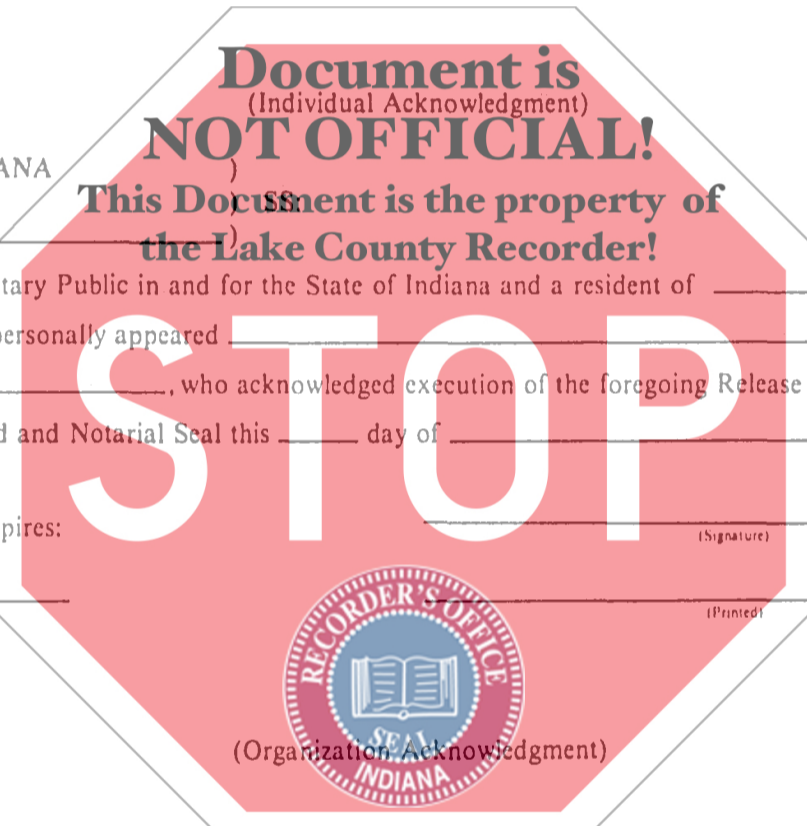 Document is
(Individual Acknowledgment)
NOT OFFICIAL!
ANA )
This Document is the property of
) SS:
the Lake County Recorder!
)
tary Public in and for the State of Indiana and a resident of
personally appeared
, who acknowledged execution of the foregoing Release
d and Notarial Seal this day of
STOP
pires:
(Signature)
(Printed)
RECORDER'S OFFICE
SEAL
INDIANA
(Organization Acknowledgment)